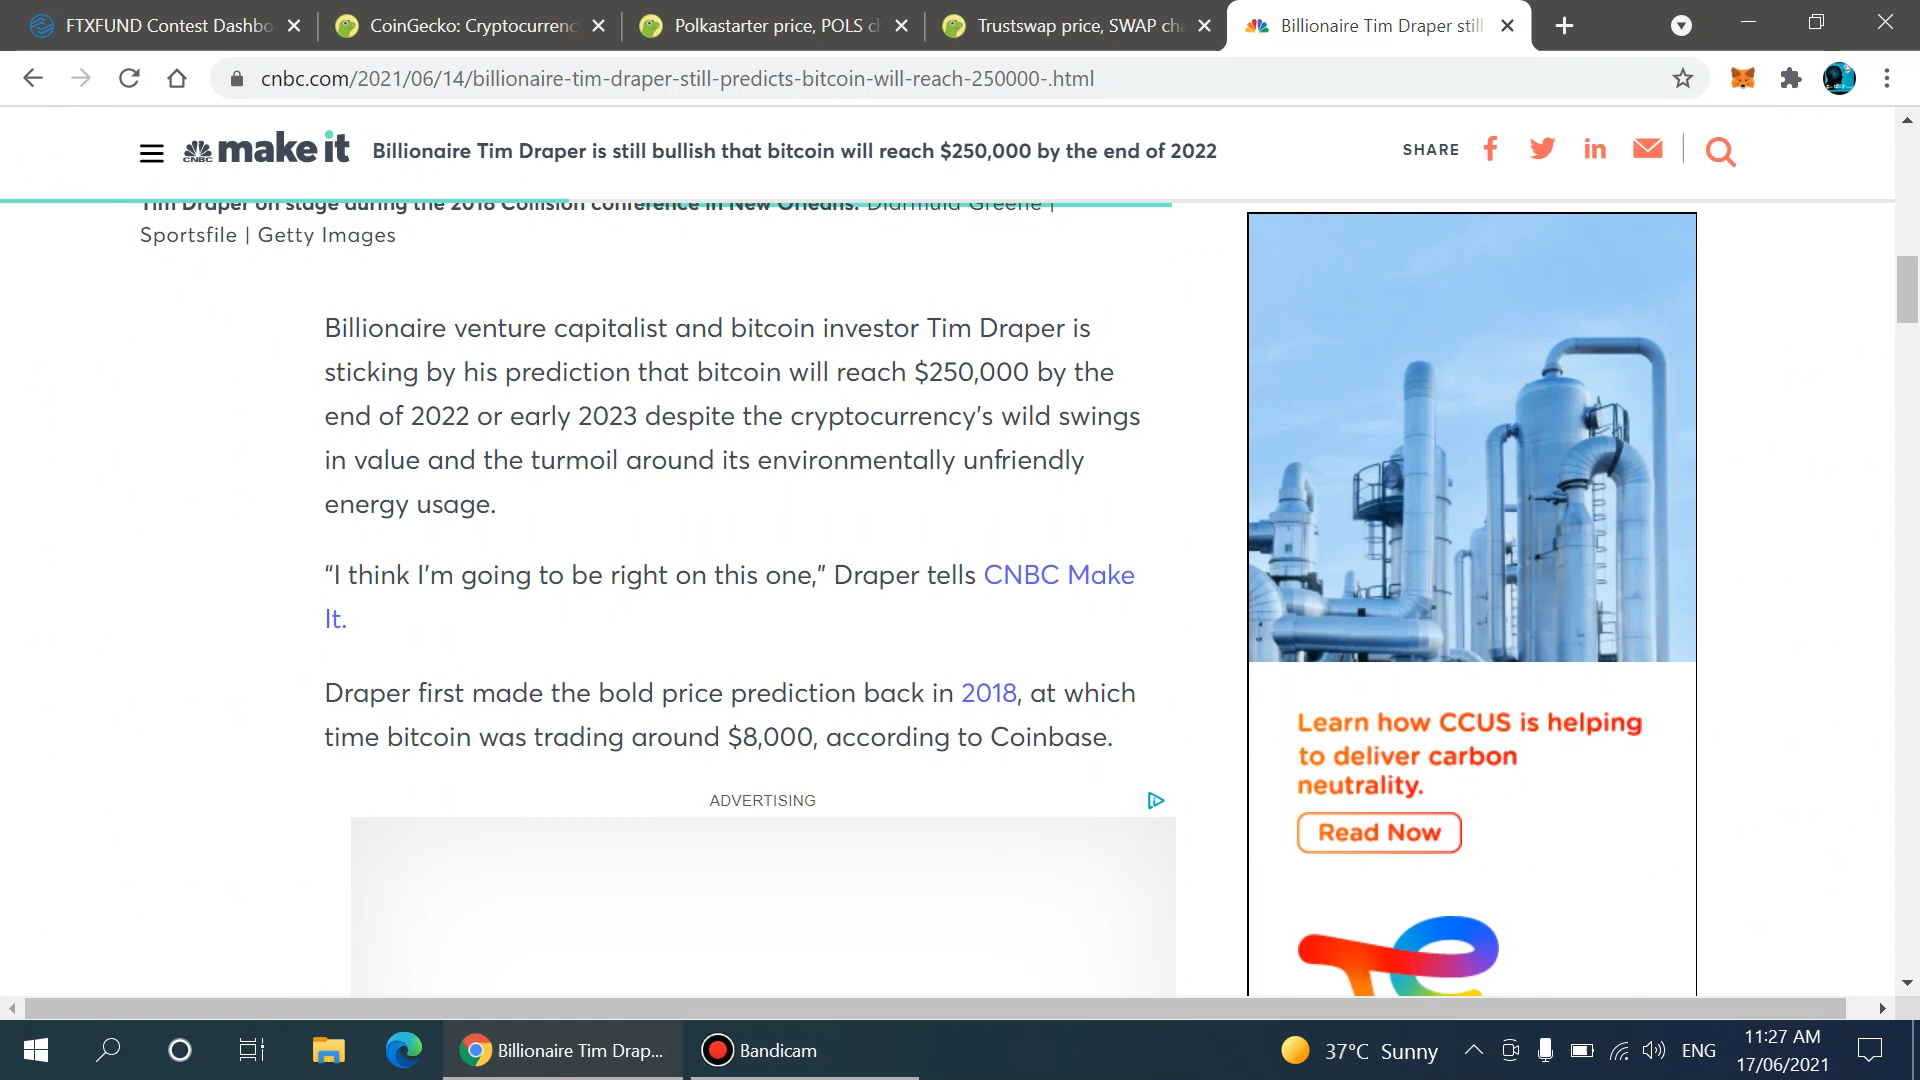 FTXFUND Contest Dashbo
CoinGecko: Cryptocurrenc
Polkastarter price, POLS c
Trustswap price, SWAP cha
Billionaire Tim Draper still
cnbc.com/2021/06/14/billionaire-tim-draper-still-predicts-bitcoin-will-reach-250000-.html
CNBC make it
Billionaire Tim Draper is still bullish that bitcoin will reach $250,000 by the end of 2022
SHARE
Tim Draper on stage during the 2018 Collision conference in New Orleans. Diarmuid Greene |
Sportsfile | Getty Images
Billionaire venture capitalist and bitcoin investor Tim Draper is
sticking by his prediction that bitcoin will reach $250,000 by the
end of 2022 or early 2023 despite the cryptocurrency’s wild swings
in value and the turmoil around its environmentally unfriendly
energy usage.
“I think I’m going to be right on this one,” Draper tells CNBC Make
It.
Draper first made the bold price prediction back in 2018, at which
time bitcoin was trading around $8,000, according to Coinbase.
ADVERTISING
Learn how CCUS is helping
to deliver carbon
neutrality.
Read Now
Billionaire Tim Drap...
Bandicam
37°C Sunny
ENG
11:27 AM
17/06/2021